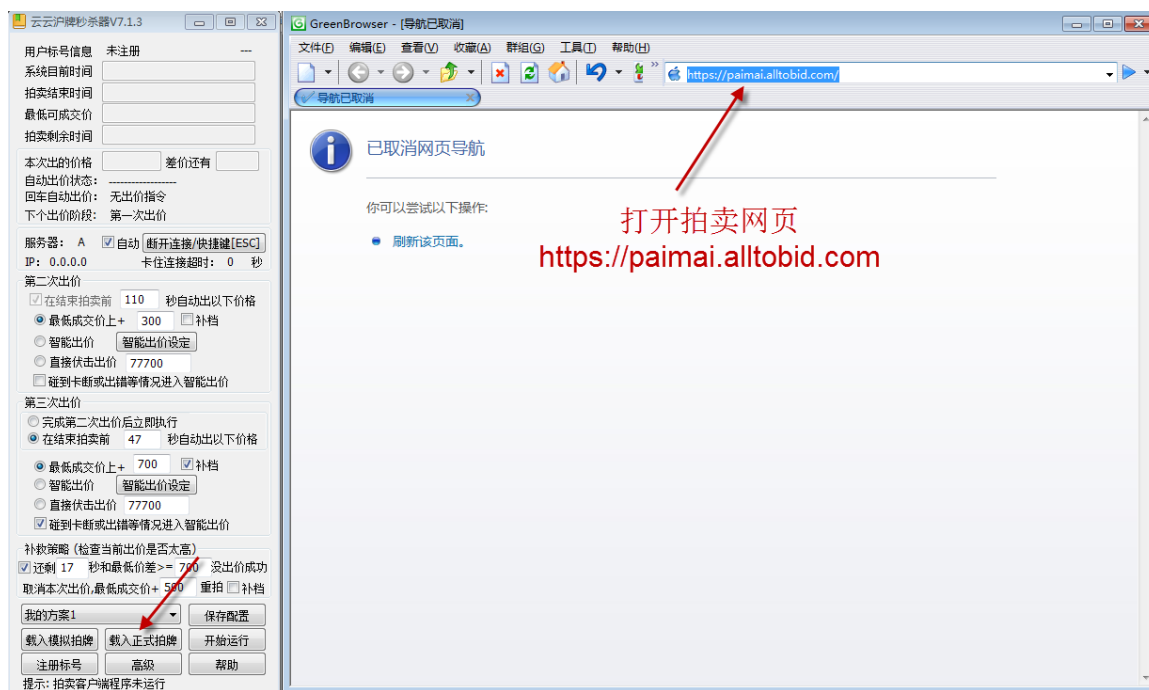 云云沪牌秒杀器V7.1.3
用户标号信息 未注册 ---
系统目前时间
拍卖结束时间
最低可成交价
拍卖剩余时间
本次出的价格 差价还有
自动出价状态: -----------------
回车自动出价: 无出价指令
下个出价阶段: 第一次出价
服务器: A 自动 断开连接/快捷键[ESC]
IP: 0.0.0.0 卡住连接超时: 0 秒
第二次出价
在结束拍卖前 110 秒自动出以下价格
最低成交价上+ 300 补档
智能出价 智能出价设定
直接伏击出价 77700
碰到卡断或出错等情况进入智能出价
第三次出价
完成第二次出价后立即执行
在结束拍卖前 47 秒自动出以下价格
最低成交价上+ 700 补档
智能出价 智能出价设定
直接伏击出价 77700
碰到卡断或出错等情况进入智能出价
补救策略 (检查当前出价是否太高)
还剩 17 秒和最低价差>= 700 没出价成功
取消本次出价,最低成交价+ 500 重拍 补档
我的方案1 保存配置
载入模拟拍牌 载入正式拍牌 开始运行
注册标号 高级 帮助
提示: 拍卖客户端程序未运行
GreenBrowser - [导航已取消]
文件(F) 编辑(E) 查看(V) 收藏(A) 群组(G) 工具(T) 帮助(H)
https://paimai.alltobid.com/
导航已取消
已取消网页导航
你可以尝试以下操作:
刷新该页面。
打开拍卖网页
https://paimai.alltobid.com